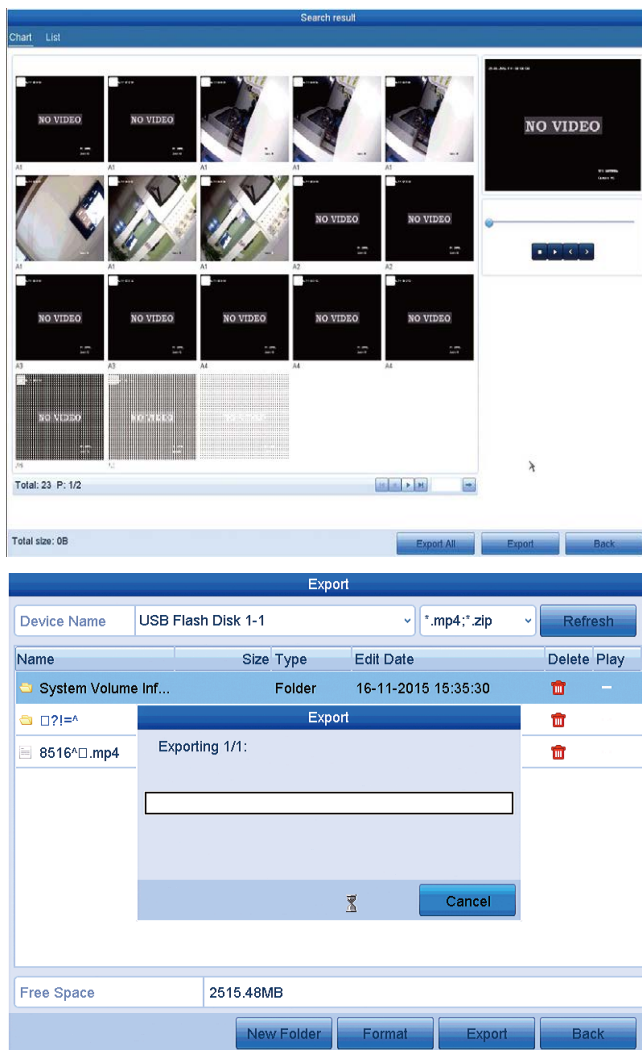 Search result
Chart List
NO VIDEO NO VIDEO
NO VIDEO
A1 A1 A1 A1 A1
NO VIDEO NO VIDEO
A1 A1 A1 A2 A2
NO VIDEO NO VIDEO NO VIDEO NO VIDEO NO VIDEO
A3 A3 A4 A4 A4
NO VIDEO NO VIDEO
Total: 23 P: 1/2
Total size: 0B Export All Export Back
Export
Device Name USB Flash Disk 1-1 *.mp4;*.zip Refresh
Name Size Type Edit Date Delete Play
System Volume Inf... Folder 16-11-2015 15:35:30
□?!=^
8516^□.mp4
Export
Exporting 1/1:
Cancel
Free Space 2515.48MB
New Folder Format Export Back